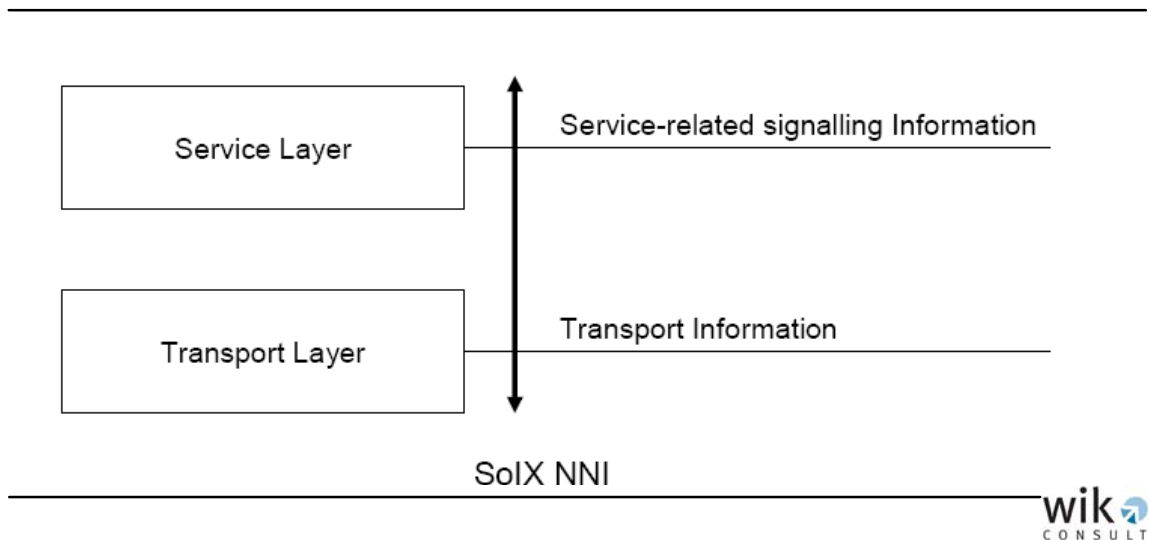 Service-related signalling Information
Service Layer
Transport Information
Transport Layer
SoIX NNI
wik
CONSULT